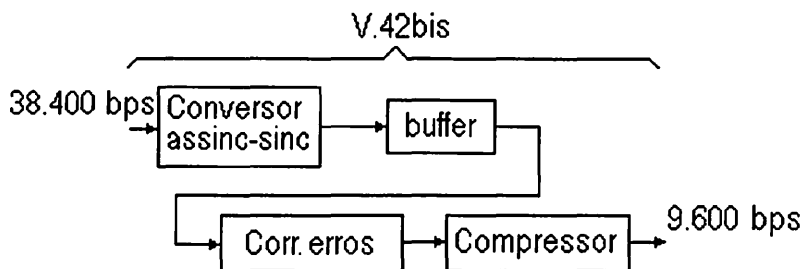 V.42bis
38.400 bps
Conversor
assinc-sinc
buffer
Corr. erros
Compressor
9.600 bps